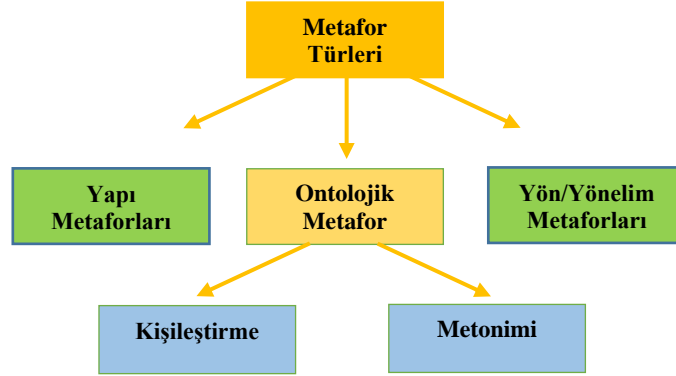 Metafor
Türleri
Yapı
Metaforları
Ontolojik
Metafor
Yön/Yönelim
Metaforları
Kişileştirme
Metonimi